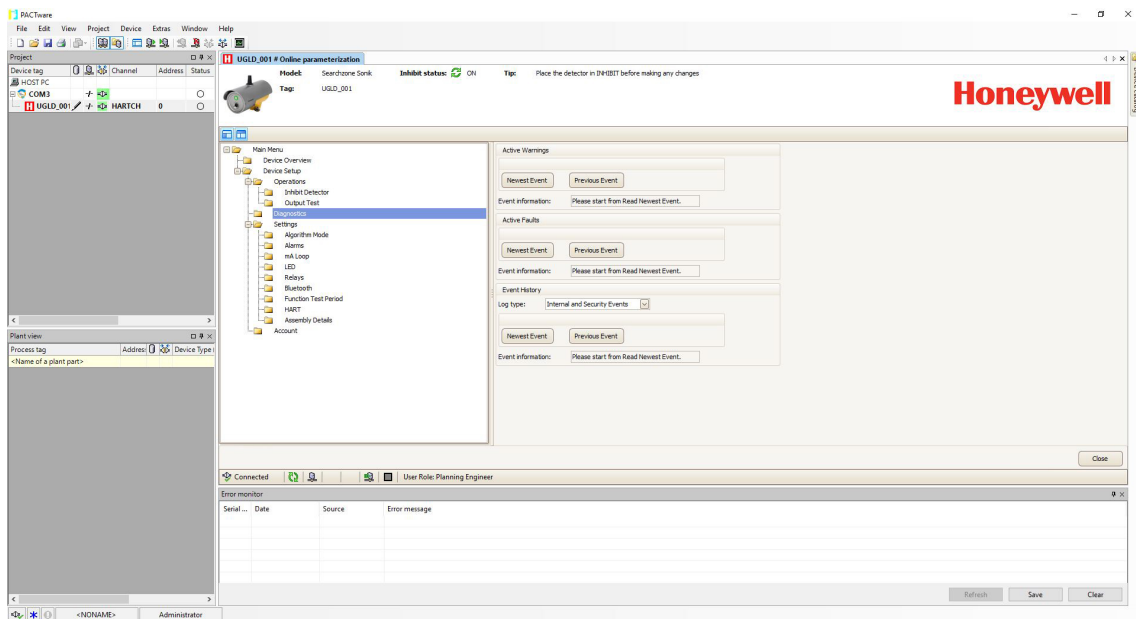 PACTware
File Edit View Project Device Extras Window Help
Project
Device tag Channel Address Status
HOST PC
COM3
UGLD_001 HARTCH 0
Plant view
Process tag Addres Device Type
<Name of a plant part>
UGLD_001 # Online parameterization
Model: Searchzone Sonik Inhibit status: ON Tip: Place the detector in INHIBIT before making any changes
Tag: UGLD_001
Honeywell
Main Menu
Device Overview
Device Setup
Operations
Inhibit Detector
Output Test
Diagnostics
Settings
Algorithm Mode
Alarms
mA Loop
LED
Relays
Bluetooth
Function Test Period
HART
Assembly Details
Account
Active Warnings
Newest Event Previous Event
Event information: Please start from Read Newest Event.
Active Faults
Newest Event Previous Event
Event information: Please start from Read Newest Event.
Event History
Log type: Internal and Security Events
Newest Event Previous Event
Event information: Please start from Read Newest Event.
Close
Connected User Role: Planning Engineer
Error monitor
Serial ... Date Source Error message
Refresh Save Clear
<NONAME> Administrator